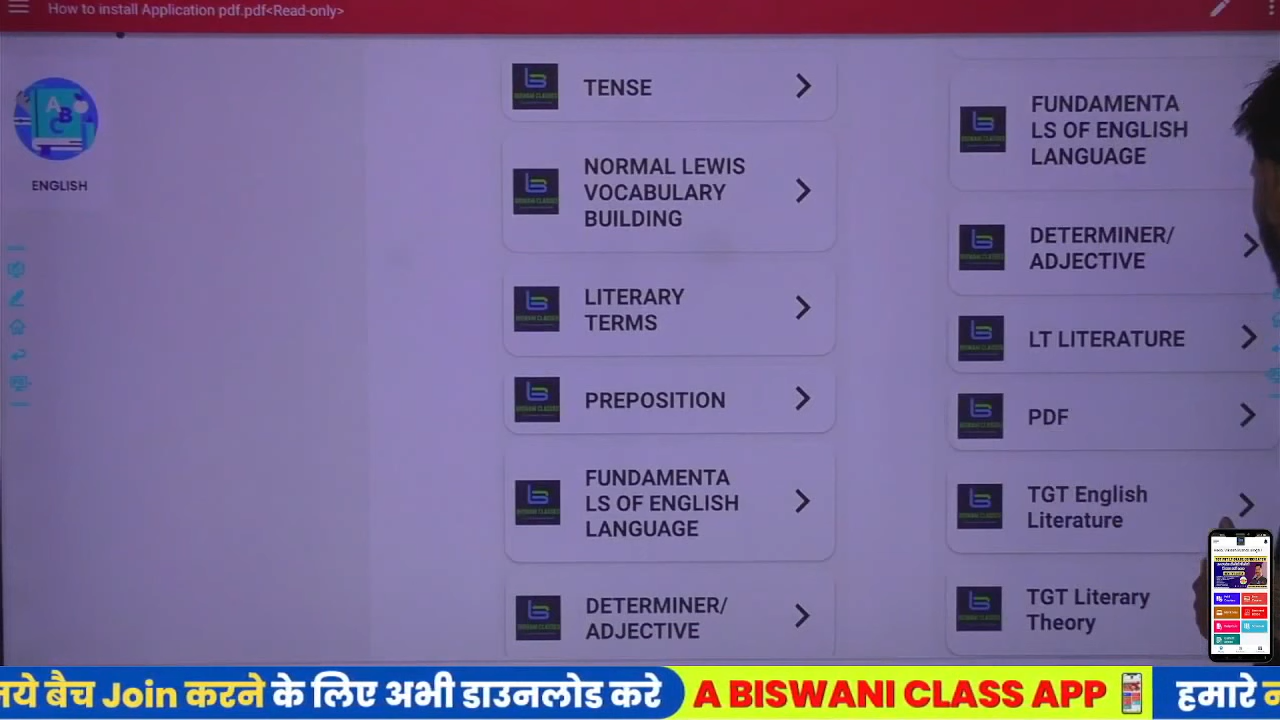 How to install Application pdf.pdf<Read-only>
ENGLISH
TENSE
NORMAL LEWIS
VOCABULARY
BUILDING
LITERARY
TERMS
PREPOSITION
FUNDAMENTA
LS OF ENGLISH
LANGUAGE
DETERMINER/
ADJECTIVE
FUNDAMENTA
LS OF ENGLISH
LANGUAGE
DETERMINER/
ADJECTIVE
LT LITERATURE
PDF
TGT English
Literature
TGT Literary
Theory
बैच Join करने के लिए अभी डाउनलोड करे A BISWANI CLASS APP हमारे